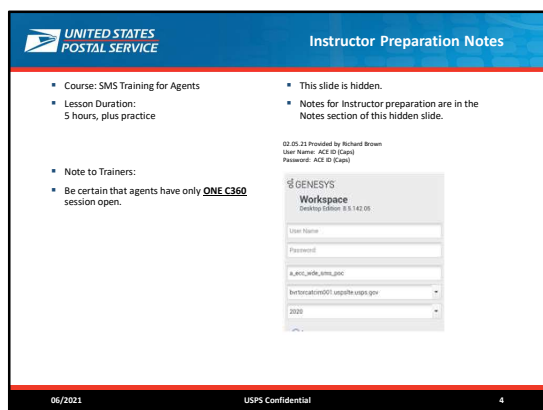 UNITED STATES
POSTAL SERVICE
Instructor Preparation Notes
▪ Course: SMS Training for Agents
▪ Lesson Duration:
5 hours, plus practice
▪ Note to Trainers:
▪ Be certain that agents have only ONE C360
session open.
▪ This slide is hidden.
▪ Notes for Instructor preparation are in the
Notes section of this hidden slide.
02.05.21 Provided by Richard Brown
User Name: ACE ID (Caps)
Password: ACE ID (Caps)
GENESYS
Workspace
Desktop Edition 8.5.142.05
User Name
Password
a_ecc_wde_sms_poc
2020
06/2021
USPS Confidential
4